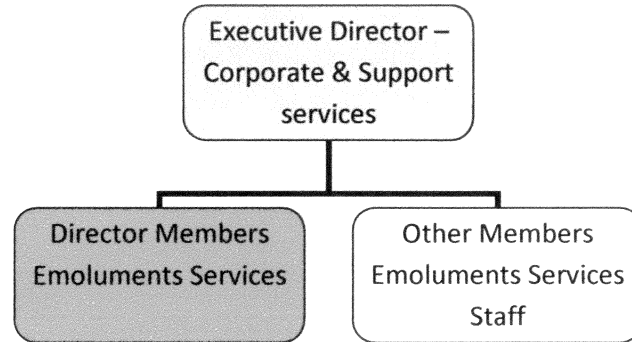 Executive Director –
Corporate & Support
services
Director Members
Emoluments Services
Other Members
Emoluments Services
Staff